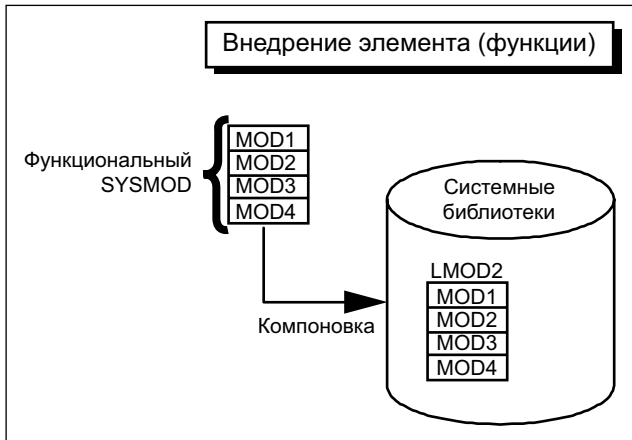 Внедрение элемента (функции)
Функциональный
SYSMOD
MOD1
MOD2
MOD3
MOD4
Компоновка
Системные
библиотеки
LMOD2
MOD1
MOD2
MOD3
MOD4